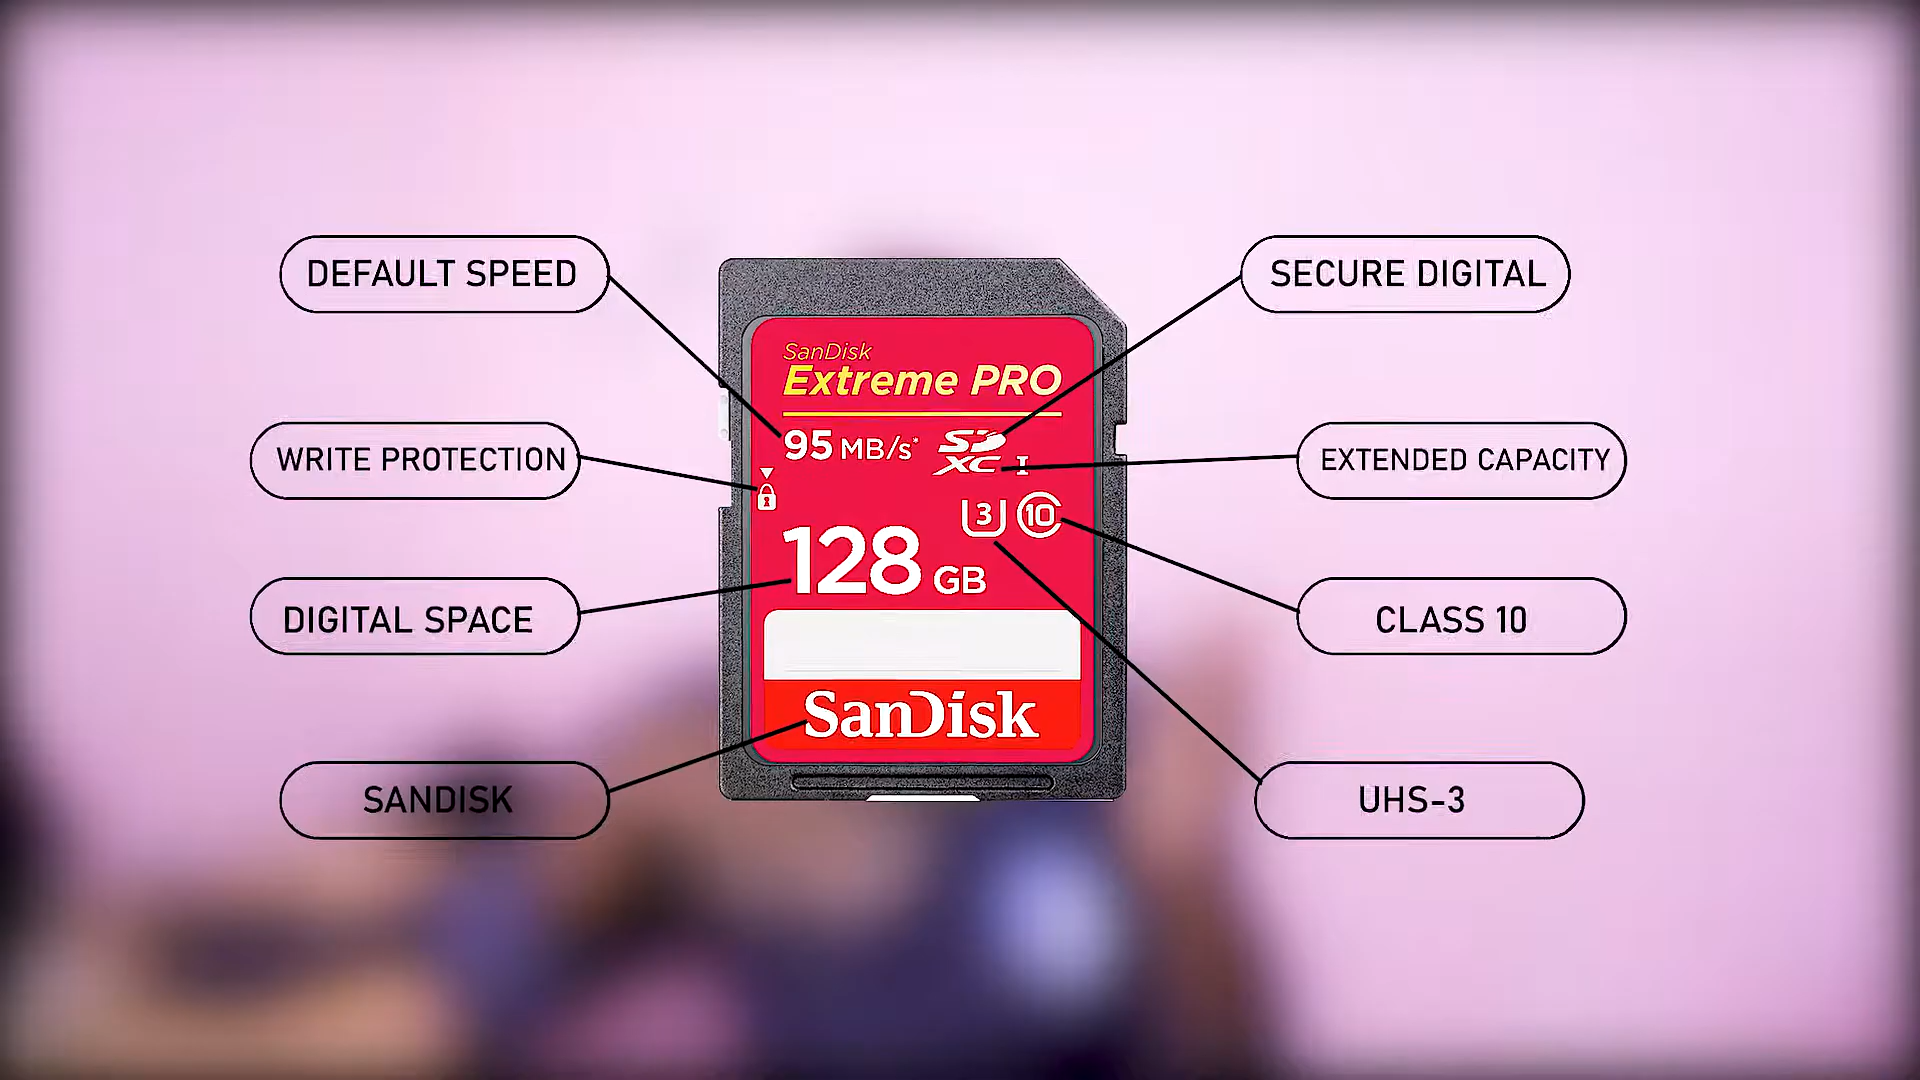 DEFAULT SPEED
SECURE DIGITAL
SanDisk
Extreme PRO
95 MB/s*
SD
XC I
WRITE PROTECTION
EXTENDED CAPACITY
3 10
128 GB
DIGITAL SPACE
CLASS 10
SanDisk
SANDISK
UHS-3